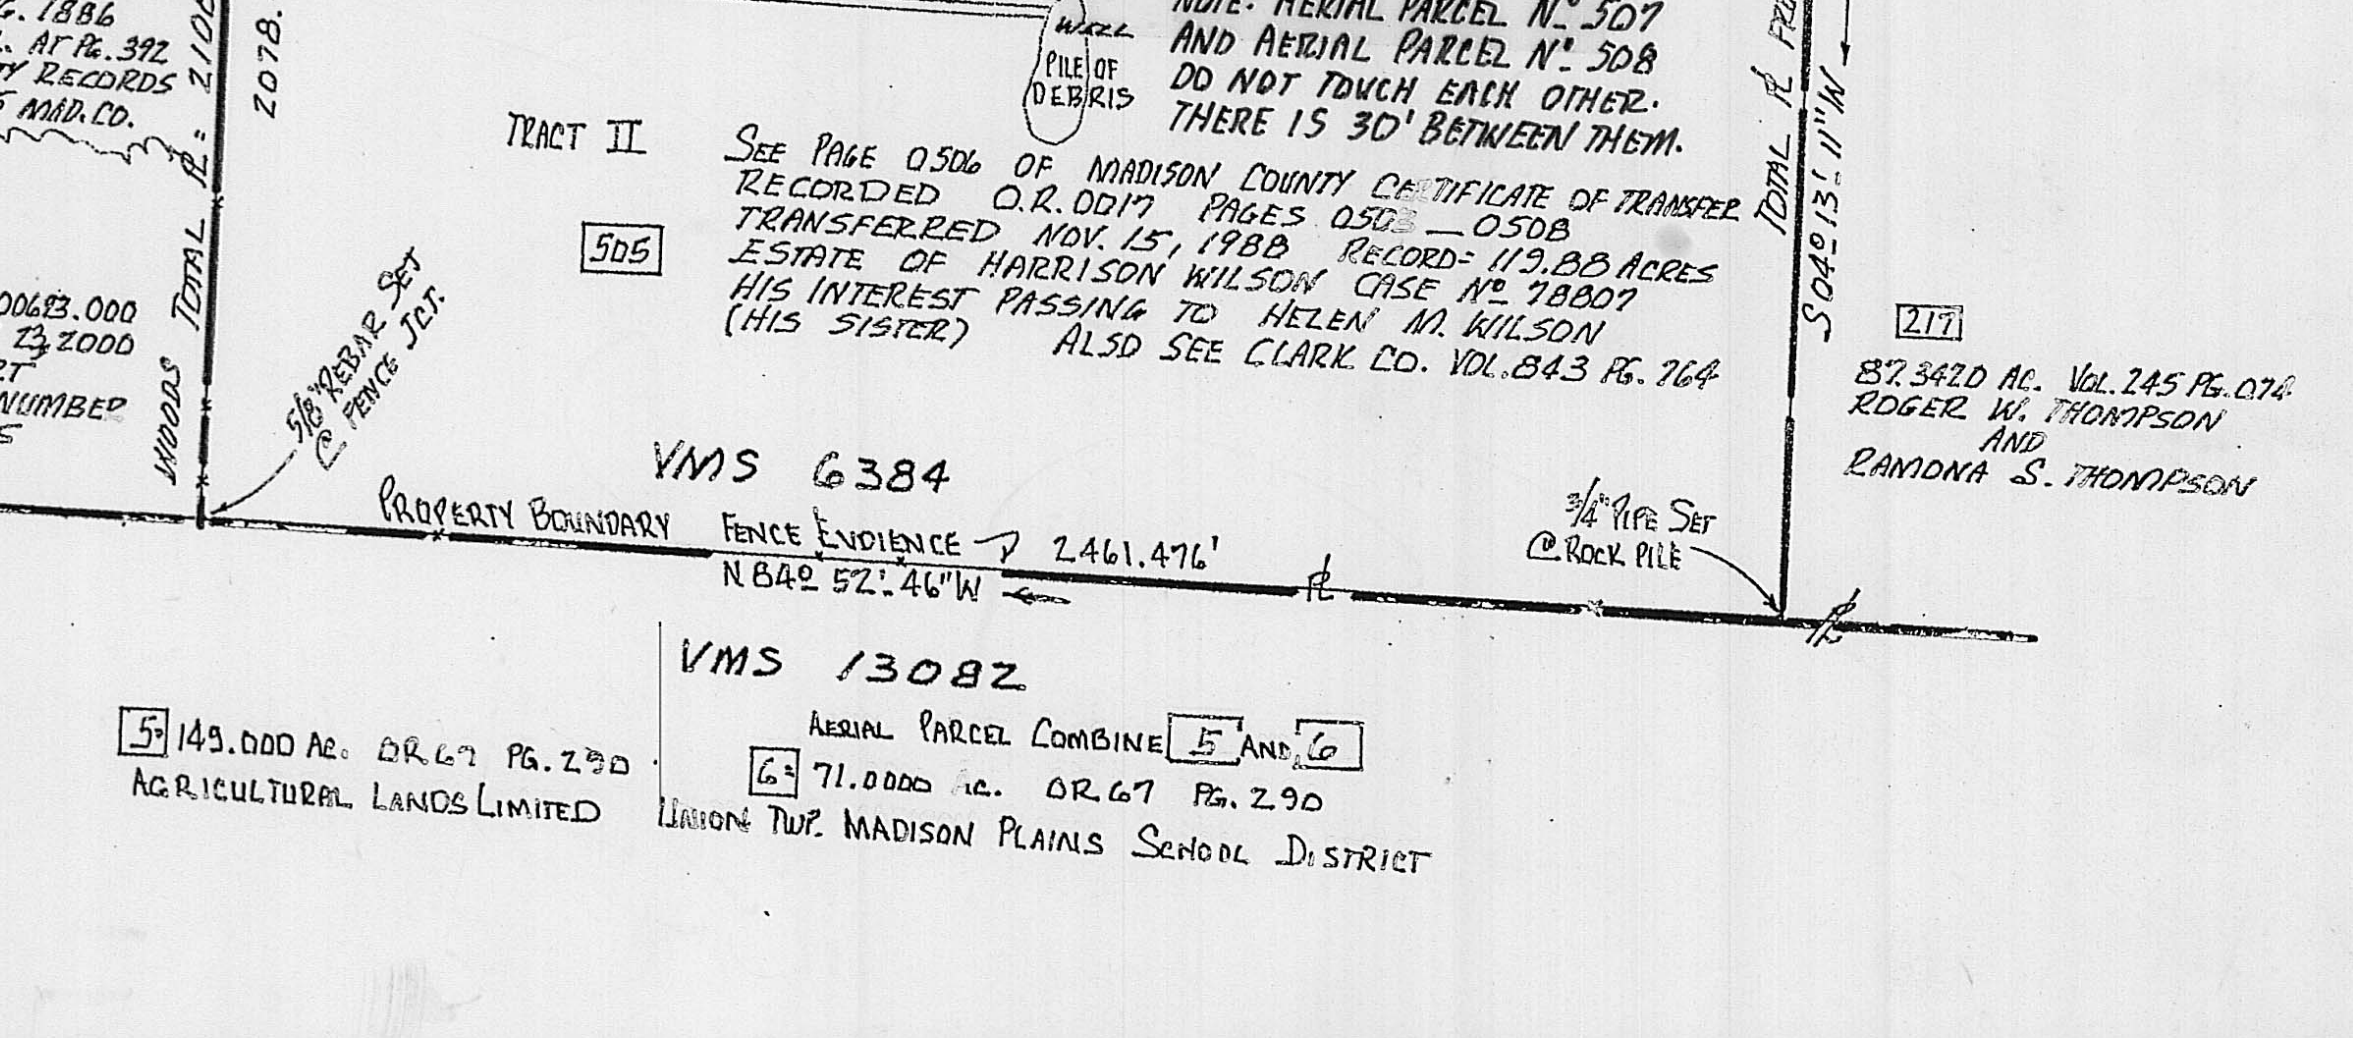 G. 1886
AT PG. 392
RECORDS
MAD. CO.
2078.
WELL
PILE OF
DEBRIS
NOTE: AERIAL PARCEL Nº 507
AND AERIAL PARCEL Nº 508
DO NOT TOUCH EACH OTHER.
THERE IS 30' BETWEEN THEM.
TRACT II
505
SEE PAGE 0506 OF MADISON COUNTY CERTIFICATE OF TRANSFER
RECORDED O.R. 0017 PAGES 0503 — 0508
TRANSFERRED NOV. 15, 1988 RECORD = 119.88 ACRES
ESTATE OF HARRISON WILSON CASE Nº 78807
HIS INTEREST PASSING TO HELEN M. WILSON
(HIS SISTER) ALSO SEE CLARK CO. VOL. 843 PG. 764
WOODS TOTAL ⅊ =
TOTAL ⅊
S 04º 13' 11" W
5/8" REBAR SET
@ FENCE JCT.
00683.000
23, 2000
NUMBER
217
87.3420 AC. VOL. 245 PG. 074
ROGER W. THOMPSON
AND
RAMONA S. THOMPSON
VMS 6384
3/4" PIPE SET
@ ROCK PILE
PROPERTY BOUNDARY FENCE EVDIENCE 2461.476'
N 84º 52' 46" W
⅊
⅊
VMS 13082
AERIAL PARCEL COMBINE 5 AND 6
5= 149.000 AC. OR 67 PG. 290
AGRICULTURAL LANDS LIMITED
6= 71.0000 AC. OR 67 PG. 290
UNION TWP. MADISON PLAINS SCHOOL DISTRICT